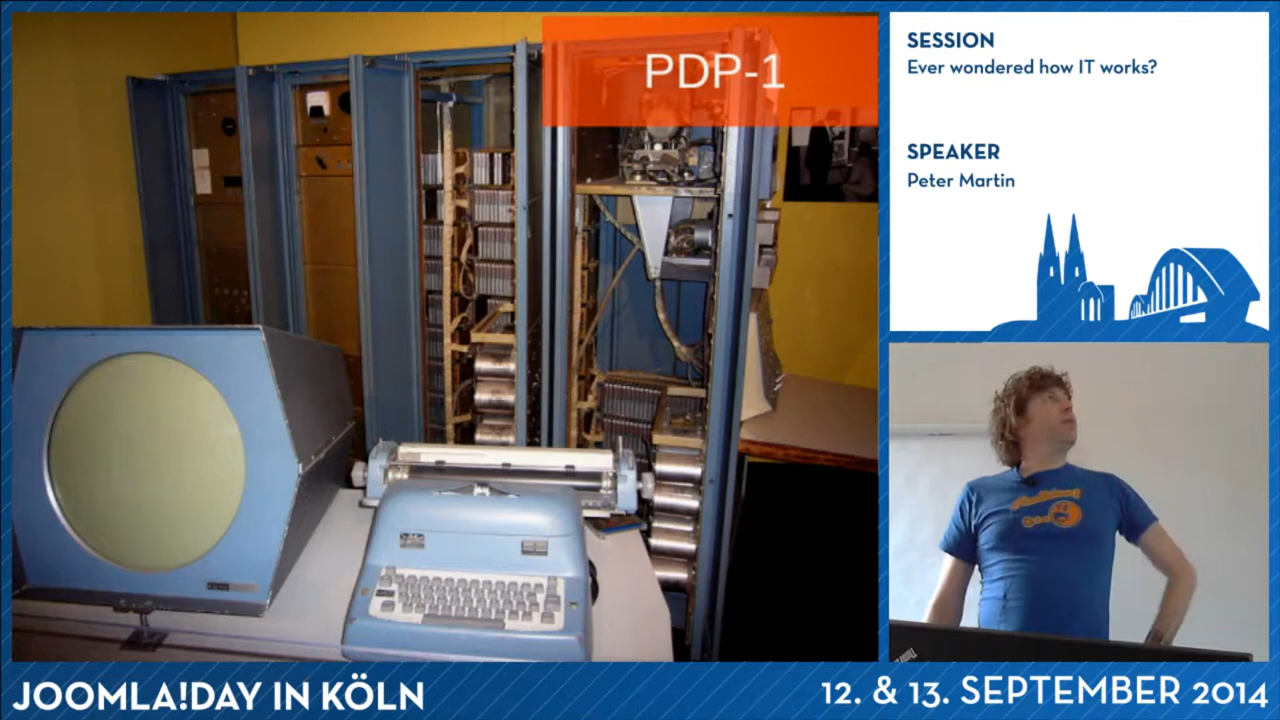 PDP-1
SESSION
Ever wondered how IT works?
SPEAKER
Peter Martin
JOOMLA!DAY IN KÖLN
12. & 13. SEPTEMBER 2014